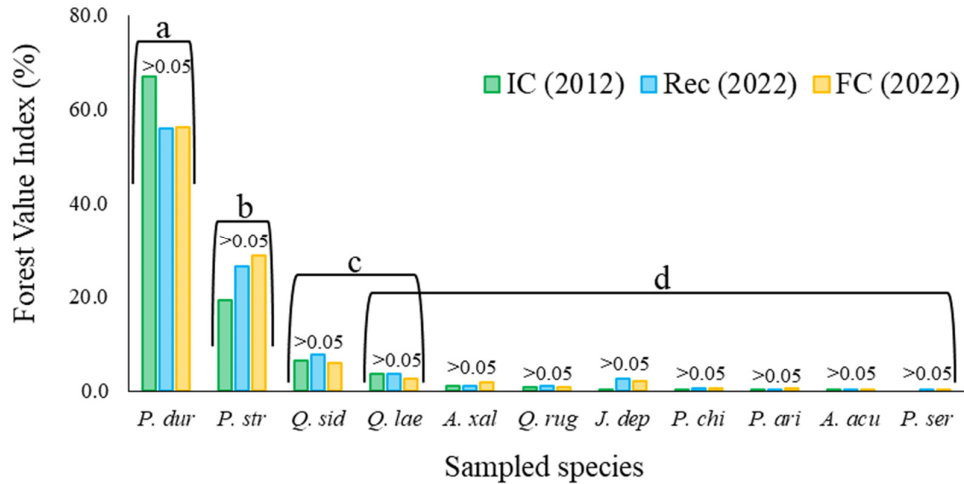 80.0
60.0
40.0
20.0
0.0
Forest Value Index (%)
IC (2012) Rec (2022) FC (2022)
a
>0.05
b
>0.05
c
>0.05
d
>0.05
>0.05
>0.05
>0.05
>0.05
>0.05
>0.05
>0.05
P. dur P. str Q. sid Q. lae A. xal Q. rug J. dep P. chi P. ari A. acu P. ser
Sampled species